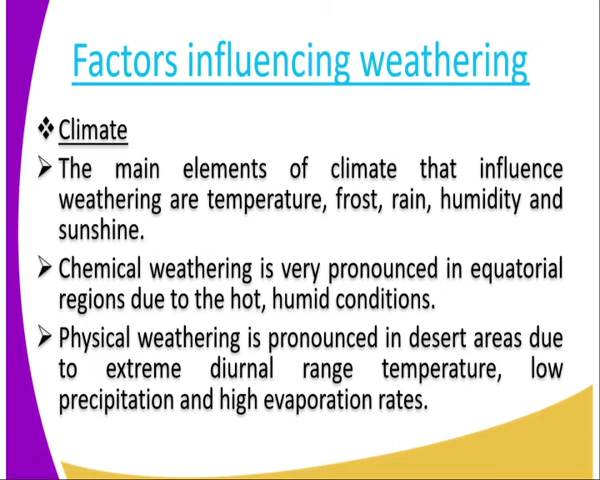 Factors influencing weathering
❖ Climate
➤ The main elements of climate that influence
weathering are temperature, frost, rain, humidity and
sunshine.
➤ Chemical weathering is very pronounced in equatorial
regions due to the hot, humid conditions.
➤ Physical weathering is pronounced in desert areas due
to extreme diurnal range temperature, low
precipitation and high evaporation rates.